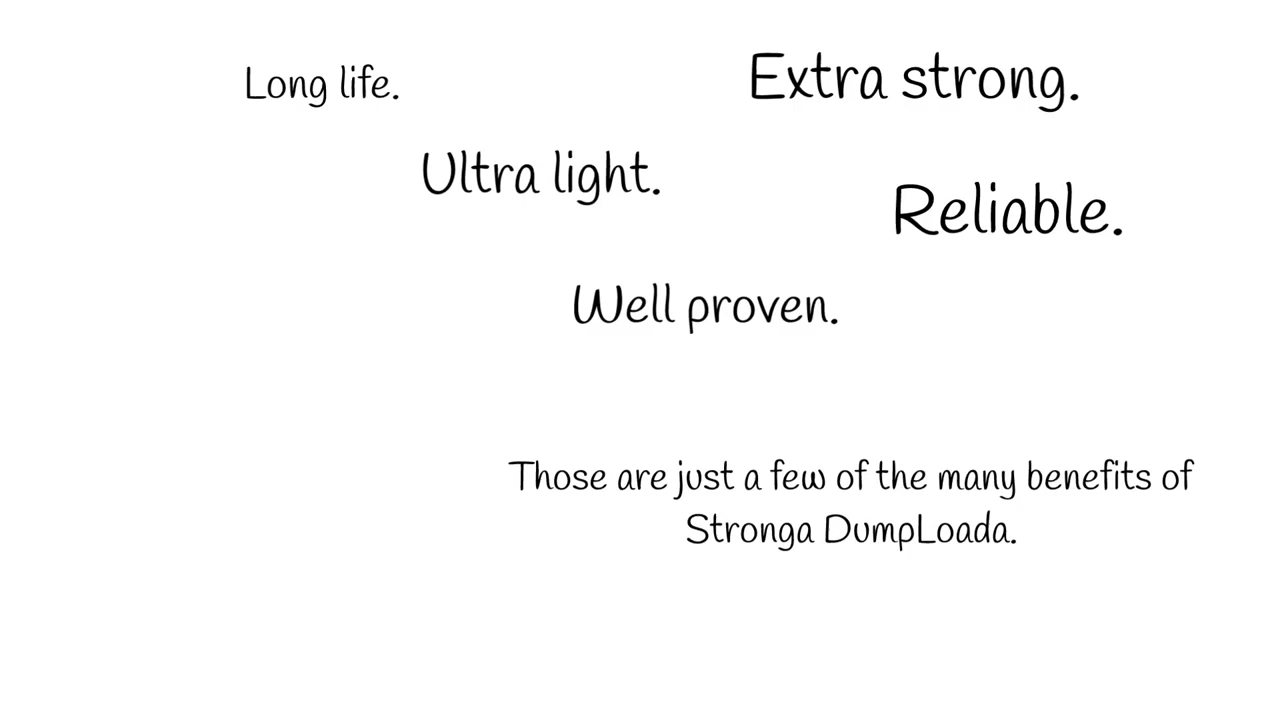 Long life.
Extra strong.
Ultra light.
Reliable.
Well proven.
Those are just a few of the many benefits of
Stronga DumpLoada.